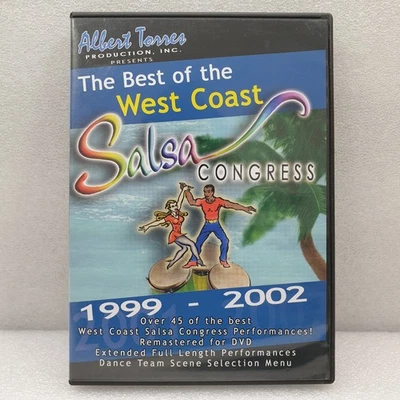 Albert Torres
PRODUCTION, INC.
PRESENTS
The Best of the
West Coast
Salsa
CONGRESS
1999 - 2002
Over 45 of the best
West Coast Salsa Congress Performances!
Remastered for DVD
Extended Full Length Performances
Dance Team Scene Selection Menu